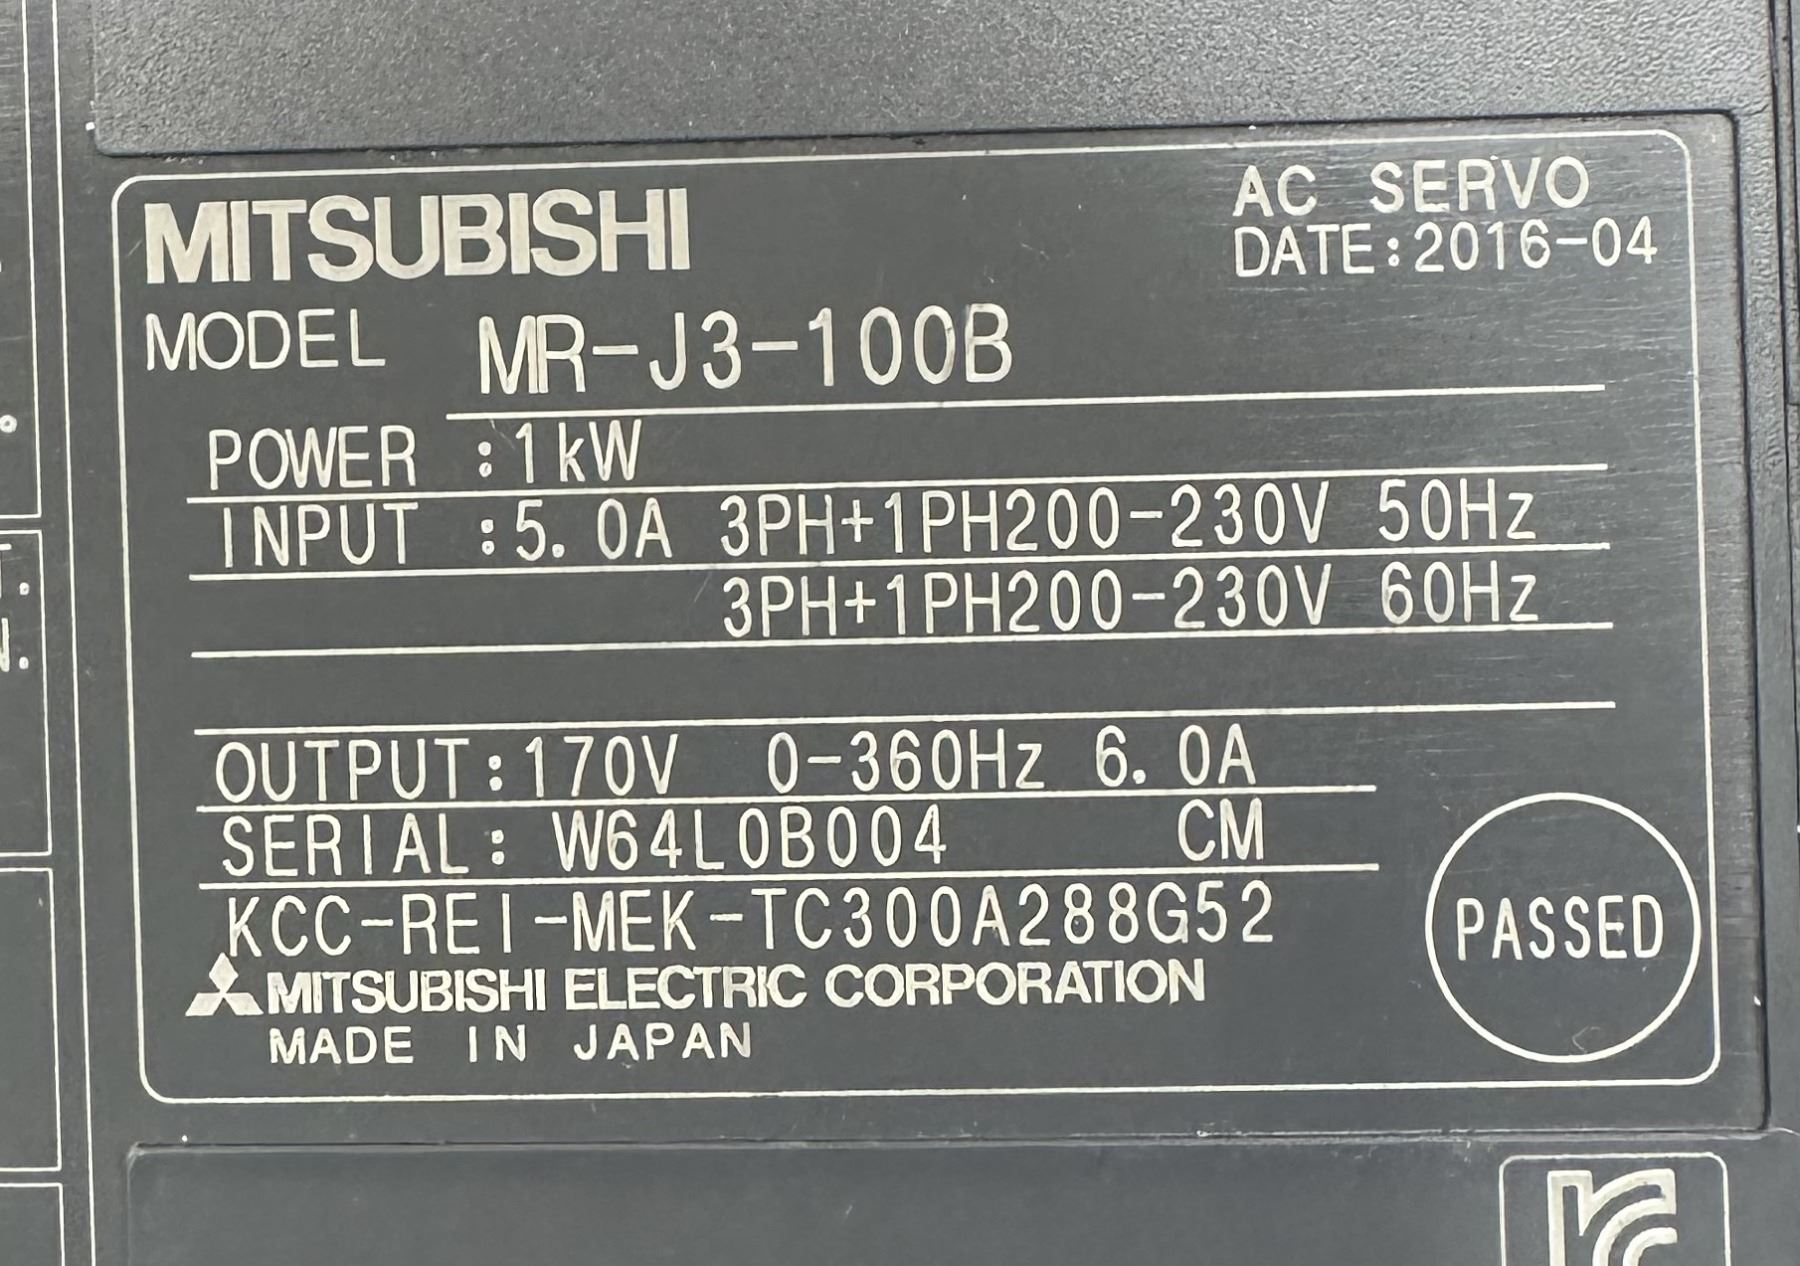 MITSUBISHI
AC SERVO
DATE:2016-04
MODEL MR-J3-100B
POWER :1kW
INPUT :5.0A 3PH+1PH200-230V 50Hz
3PH+1PH200-230V 60Hz
OUTPUT:170V 0-360Hz 6.0A
SERIAL: W64L0B004 CM
KCC-REI-MEK-TC300A288G52
MITSUBISHI ELECTRIC CORPORATION
MADE IN JAPAN
PASSED